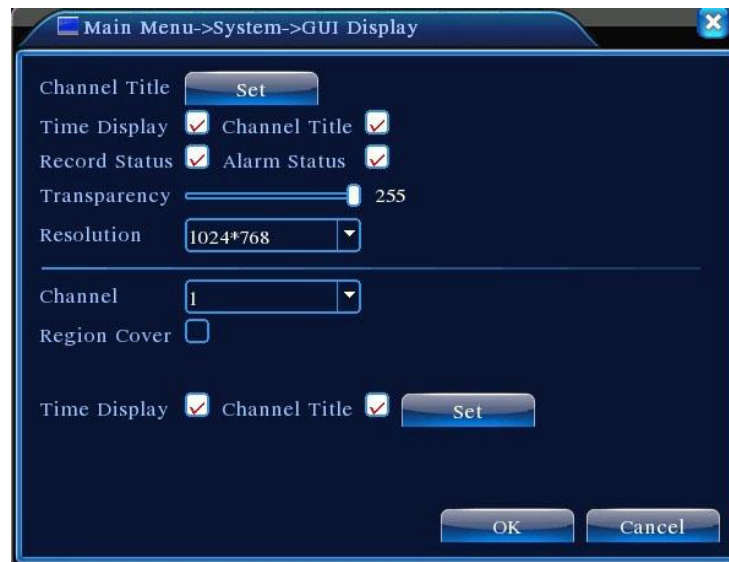 Main Menu->System->GUI Display
Channel Title Set
Time Display Channel Title
Record Status Alarm Status
Transparency 255
Resolution 1024*768
Channel 1
Region Cover
Time Display Channel Title Set
OK Cancel